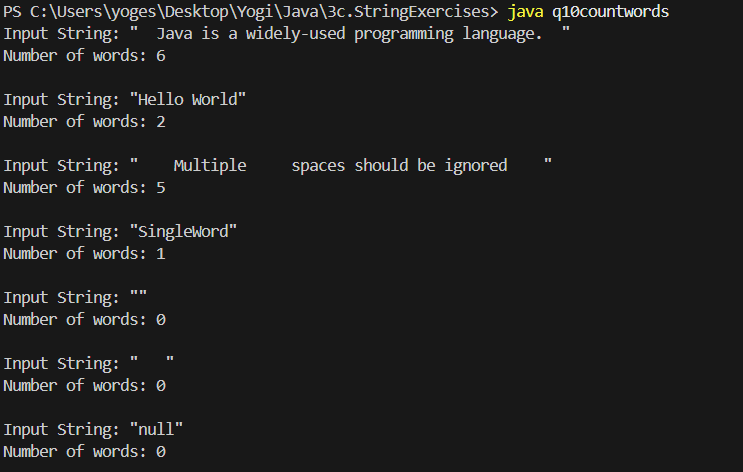 PS C:\Users\yoges\Desktop\Yogi\Java\3c.StringExercises> java q10countwords
Input String: "  Java is a widely-used programming language.  "
Number of words: 6

Input String: "Hello World"
Number of words: 2

Input String: "    Multiple     spaces should be ignored    "
Number of words: 5

Input String: "SingleWord"
Number of words: 1

Input String: ""
Number of words: 0

Input String: "   "
Number of words: 0

Input String: "null"
Number of words: 0